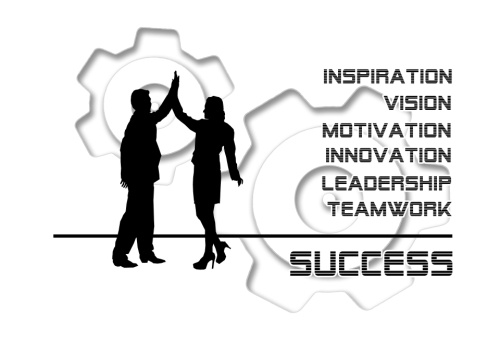 INSPIRATION
VISION
MOTIVATION
INNOVATION
LEADERSHIP
TEAMWORK
SUCCESS